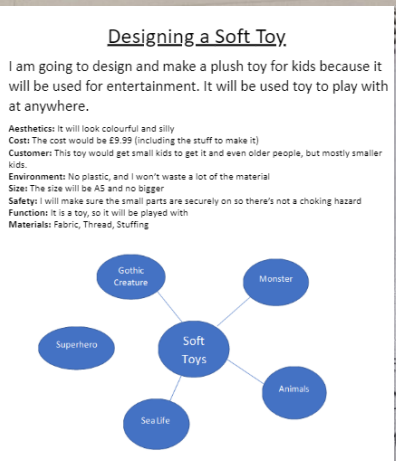 Designing a Soft Toy
I am going to design and make a plush toy for kids because it
will be used for entertainment. It will be used toy to play with
at anywhere.
Aesthetics: It will look colourful and silly
Cost: The cost would be £9.99 (including the stuff to make it)
Customer: This toy would get small kids to get it and even older people, but mostly smaller
kids.
Environment: No plastic, and I won't waste a lot of the material
Size: The size will be A5 and no bigger
Safety: I will make sure the small parts are securely on so there's not a choking hazard
Function: It is a toy, so it will be played with
Materials: Fabric, Thread, Stuffing
Gothic
Creature
Monster
Superhero
Soft
Toys
Animals
Sea Life